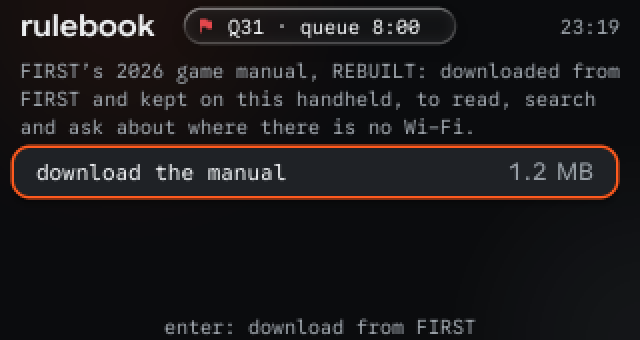 rulebook
Q31 · queue 8:00
23:19
FIRST's 2026 game manual, REBUILT: downloaded from
FIRST and kept on this handheld, to read, search
and ask about where there is no Wi-Fi.
download the manual
1.2 MB
enter: download from FIRST